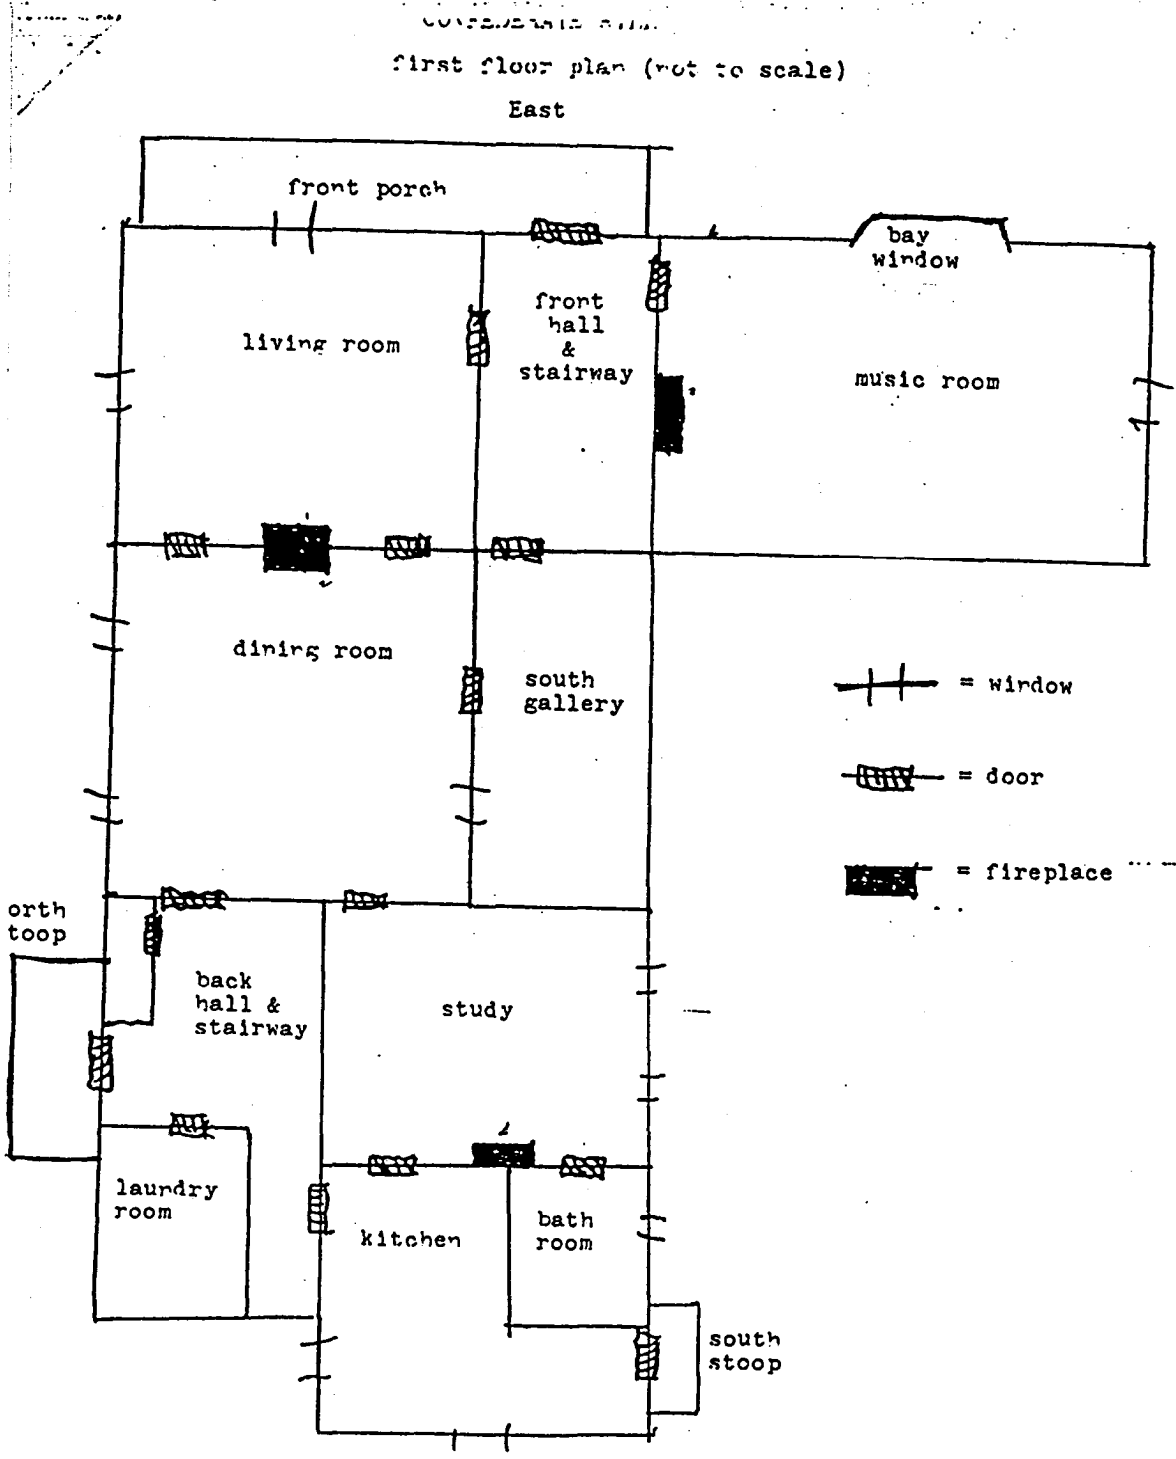 first floor plan (not to scale)
East
front porch
bay
window
front
hall
&
stairway
living room
music room
dining room
south
gallery
= window
= door
= fireplace
orth
toop
back
hall &
stairway
study
laundry
room
kitchen
bath
room
south
stoop